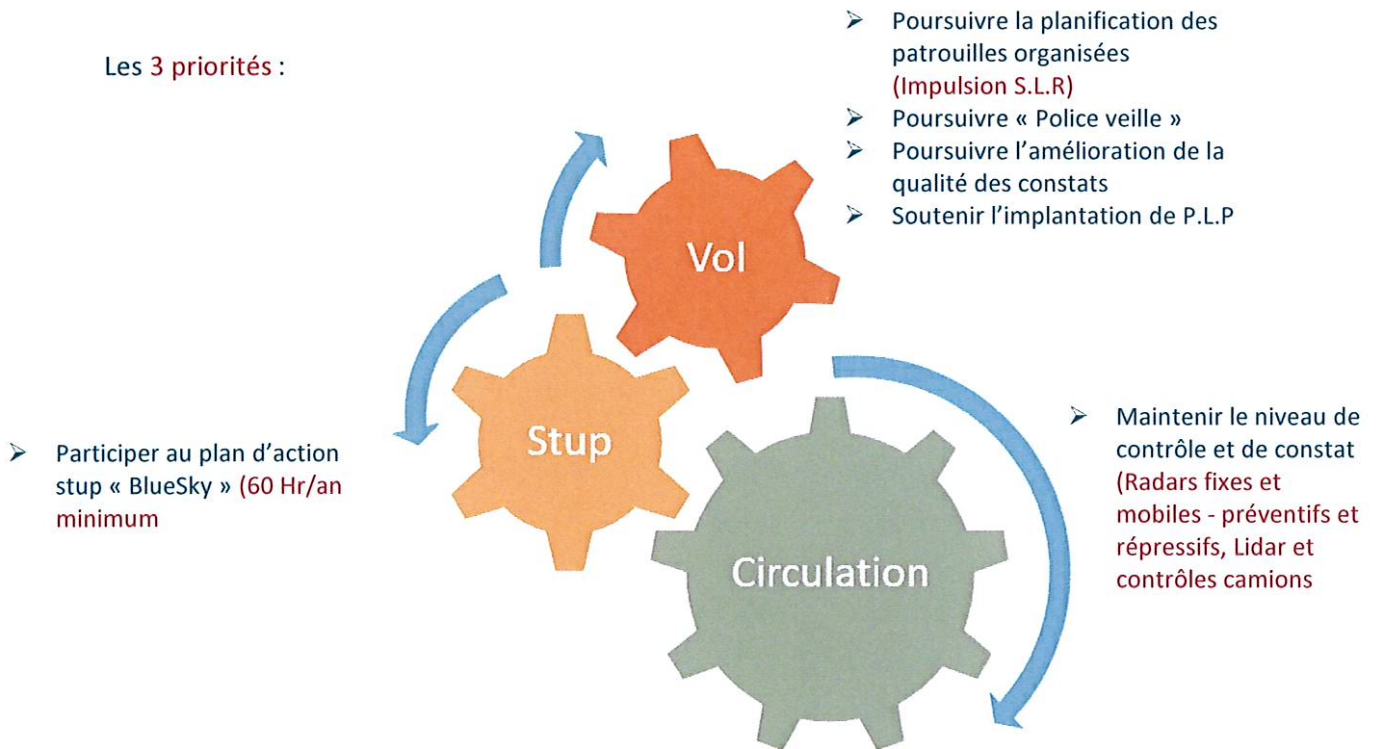 Les 3 priorités :
➤ Poursuivre la planification des
patrouilles organisées
(Impulsion S.L.R)
➤ Poursuivre « Police veille »
➤ Poursuivre l'amélioration de la
qualité des constats
➤ Soutenir l'implantation de P.L.P
Vol
➤ Participer au plan d'action
stup « BlueSky » (60 Hr/an
minimum
Stup
Circulation
➤ Maintenir le niveau de
contrôle et de constat
(Radars fixes et
mobiles - préventifs et
répressifs, Lidar et
contrôles camions